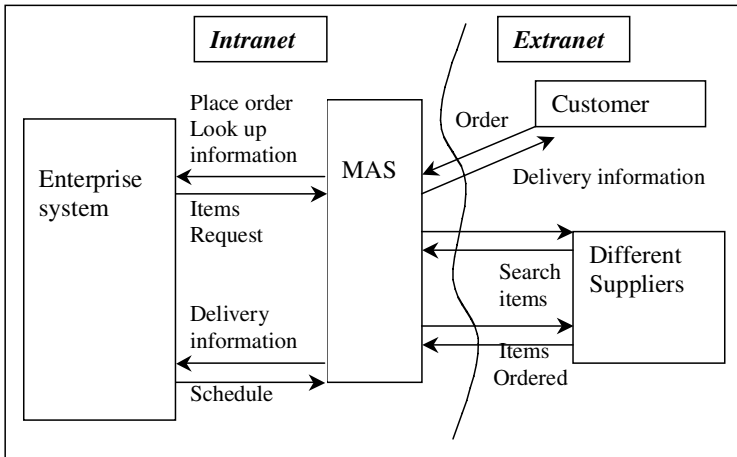 Intranet
Extranet
Place order
Look up
information
Enterprise
system
Items
Request
Delivery
information
Schedule
MAS
Order
Customer
Delivery information
Different
Suppliers
Search
items
Items
Ordered